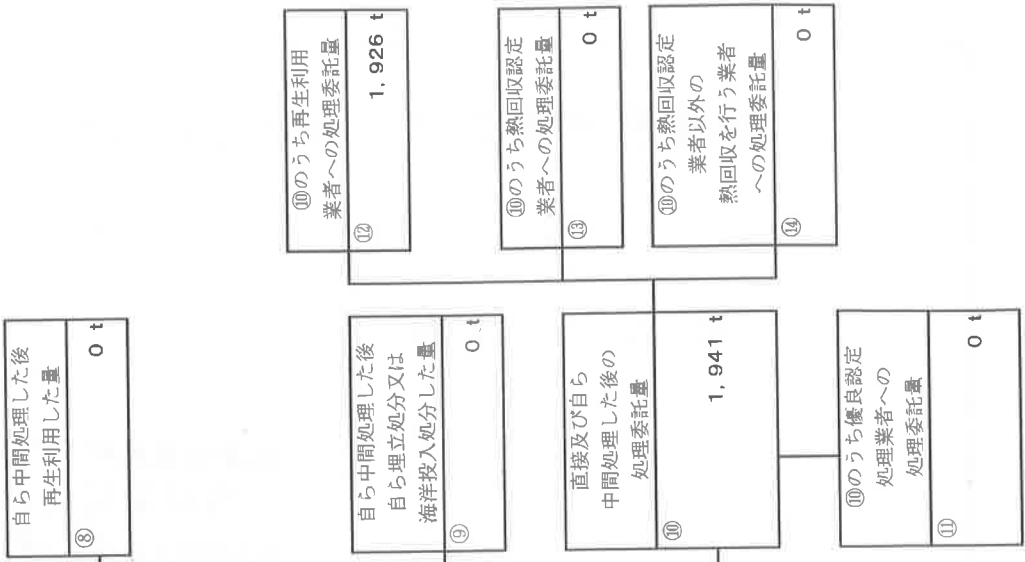 自ら中間処理した後
再生利用した量
⑧
0 t
自ら中間処理した後
自ら埋立処分又は
海洋投入処分した量
⑨
0 t
直接及び自ら
中間処理した後の
処理委託量
⑩
1,941 t
⑩のうち優良認定
処理業者への
処理委託量
⑪
0 t
⑩のうち再生利用
業者への処理委託量
⑫
1,926 t
⑩のうち熱回収認定
業者への処理委託量
⑬
0 t
⑩のうち熱回収認定
業者以外の
熱回収を行う業者
への処理委託量
⑭
0 t